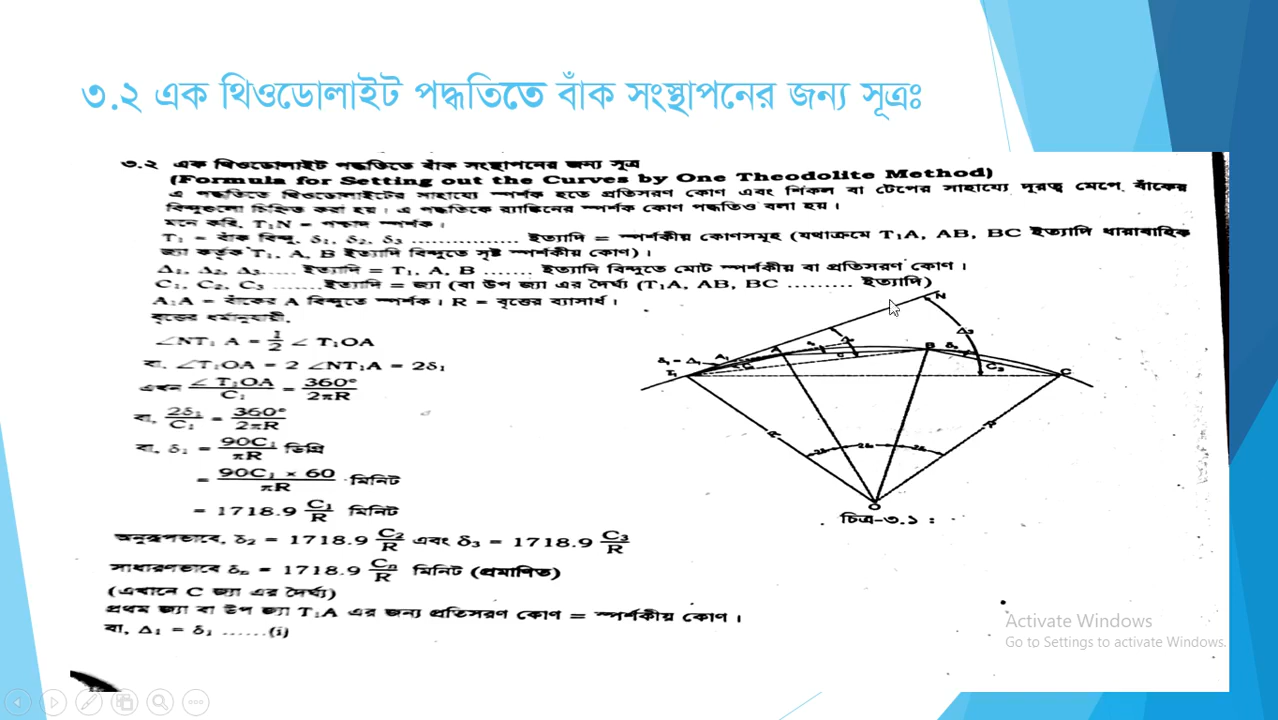 ৩.২ এক থিওডোলাইট পদ্ধতিতে বাঁক সংস্থাপনের জন্য সূত্রঃ
৩.২ এক থিওডোলাইট পদ্ধতিতে বাঁক সংস্থাপনের জন্য সূত্র
(Formula for Setting out the Curves by One Theodolite Method)
এ পদ্ধতিতে থিওডোলাইটের সাহায্যে স্পর্শক হতে প্রতিসরণ কোণ এবং শিকল বা টেপের সাহায্যে দূরত্ব মেপে বাঁকের
বিন্দুগুলো চিহ্নিত করা হয়। এ পদ্ধতিকে র‍্যাঙ্কিনের স্পর্শক কোণ পদ্ধতিও বলা হয়।
মনে করি, T₁N = পশ্চাদ স্পর্শক।
T₁ = বাঁক বিন্দু, δ₁, δ₂, δ₃ ................ ইত্যাদি = স্পর্শকীয় কোণসমূহ (যথাক্রমে T₁A, AB, BC ইত্যাদি ধারাবাহিক
জ্যা কর্তৃক T₁, A, B ইত্যাদি বিন্দুতে সৃষ্ট স্পর্শকীয় কোণ)।
Δ₁, Δ₂, Δ₃..... ইত্যাদি = T₁, A, B ....... ইত্যাদি বিন্দুতে মোট স্পর্শকীয় বা প্রতিসরণ কোণ।
C₁, C₂, C₃ .......ইত্যাদি = জ্যা (বা উপ জ্যা এর দৈর্ঘ্য (T₁A, AB, BC ......... ইত্যাদি)
A₁A = বাঁকের A বিন্দুতে স্পর্শক। R = বৃত্তের ব্যাসার্ধ।
বৃত্তের ধর্মানুযায়ী,
∠NT₁ A = 1/2 ∠ T₁OA
বা, ∠T₁OA = 2 ∠NT₁A = 2δ₁
এখন ∠ T₁OA/C₁ = 360°/2πR
বা, 2δ₁/C₁ = 360°/2πR
বা, δ₁ = 90C₁/πR ডিগ্রি
= 90C₁ × 60/πR মিনিট
= 1718.9 C₁/R মিনিট
অনুরূপভাবে, δ₂ = 1718.9 C₂/R এবং δ₃ = 1718.9 C₃/R
সাধারণভাবে δₙ = 1718.9 Cₙ/R মিনিট (প্রমাণিত)
(এখানে C জ্যা এর দৈর্ঘ্য)
প্রথম জ্যা বা উপ জ্যা T₁A এর জন্য প্রতিসরণ কোণ = স্পর্শকীয় কোণ।
বা, Δ₁ = δ₁ ......(i)
N
Δ₃
δ₁ = Δ₁
A₁
A
B
C₃
C
T₁
R
R
O
চিত্র-৩.১ :
Activate Windows
Go to Settings to activate Windows.